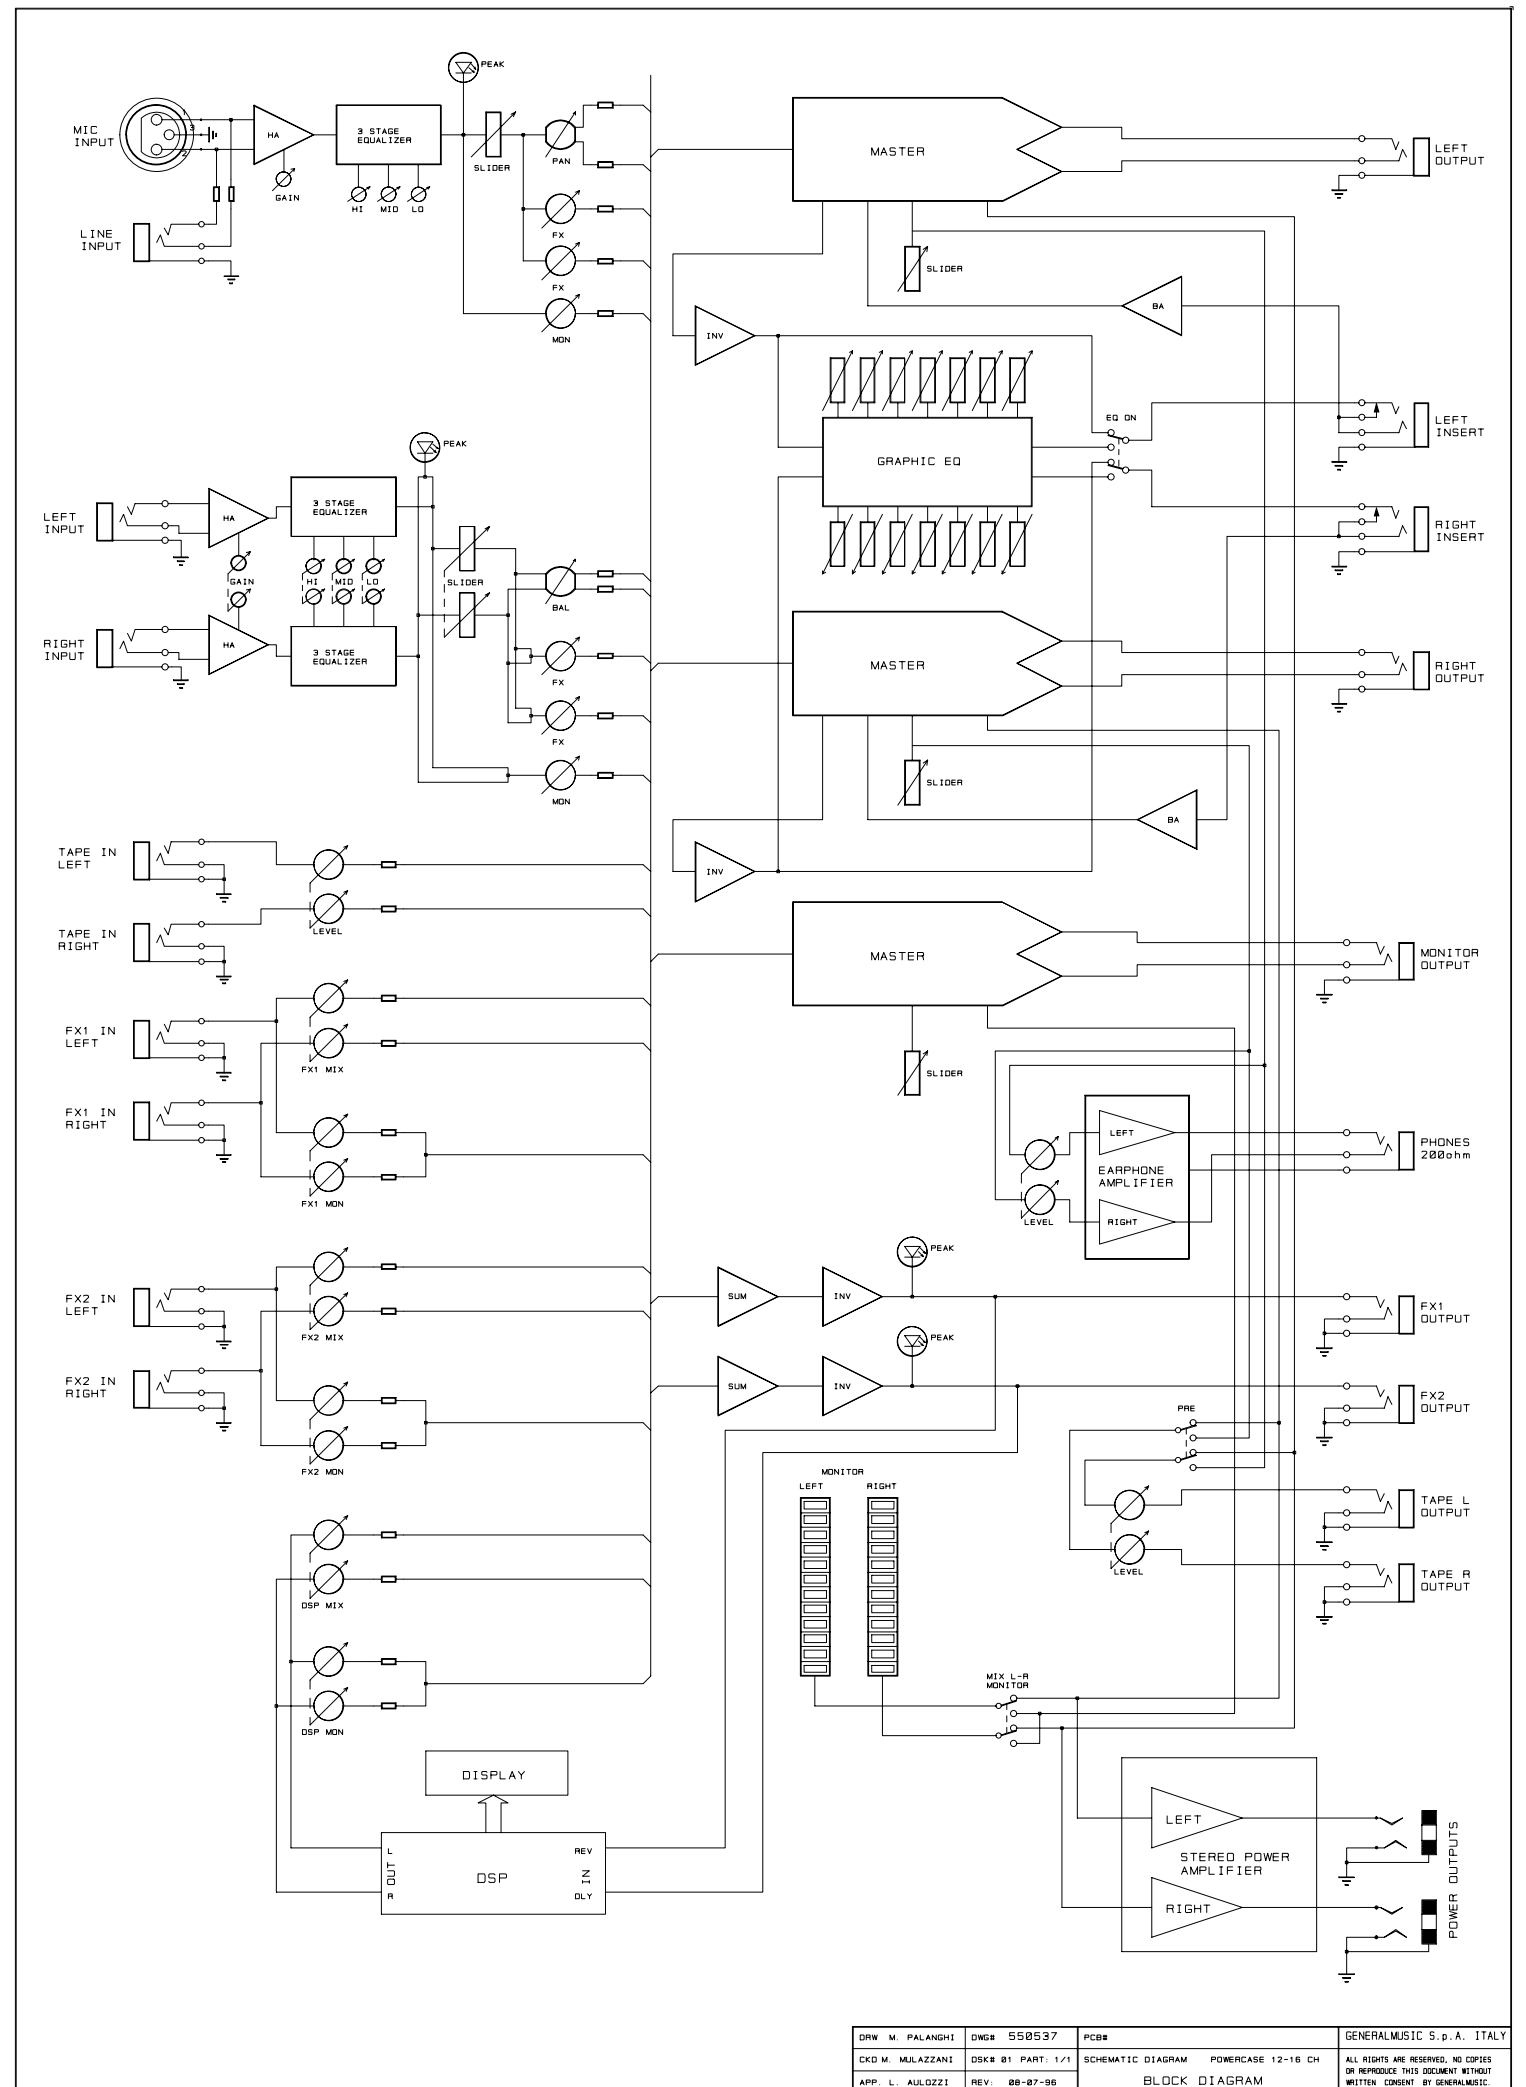 PEAK
MIC
INPUT
1
3
2
HA
3 STAGE
EQUALIZER
GAIN
HI
MID
LO
SLIDER
PAN
FX
FX
MON
LINE
INPUT
MASTER
LEFT
OUTPUT
SLIDER
BA
INV
EQ ON
GRAPHIC EQ
LEFT
INSERT
RIGHT
INSERT
PEAK
LEFT
INPUT
HA
3 STAGE
EQUALIZER
GAIN
HI
MID
LO
SLIDER
BAL
RIGHT
INPUT
HA
3 STAGE
EQUALIZER
FX
FX
MON
MASTER
RIGHT
OUTPUT
SLIDER
BA
INV
TAPE IN
LEFT
TAPE IN
RIGHT
LEVEL
MASTER
MONITOR
OUTPUT
SLIDER
FX1 IN
LEFT
FX1 MIX
FX1 IN
RIGHT
FX1 MON
LEFT
EARPHONE
AMPLIFIER
RIGHT
LEVEL
PHONES
200ohm
FX2 IN
LEFT
FX2 MIX
FX2 IN
RIGHT
FX2 MON
SUM
INV
PEAK
FX1
OUTPUT
SUM
INV
PEAK
FX2
OUTPUT
PRE
MONITOR
LEFT
RIGHT
TAPE L
OUTPUT
LEVEL
TAPE R
OUTPUT
DSP MIX
DSP MON
MIX L-R
MONITOR
DISPLAY
L
OUT
R
DSP
REV
IN
DLY
LEFT
STEREO POWER
AMPLIFIER
RIGHT
POWER OUTPUTS
DRW M. PALANGHI
DWG# 550537
PCB#
GENERALMUSIC S.p.A. ITALY
CKD M. MULAZZANI
DSK# 01 PART: 1/1
SCHEMATIC DIAGRAM POWERCASE 12-16 CH
ALL RIGHTS ARE RESERVED, NO COPIES
OR REPRODUCE THIS DOCUMENT WITHOUT
WRITTEN CONSENT BY GENERALMUSIC.
APP. L. AULOZZI
REV: 08-07-96
BLOCK DIAGRAM